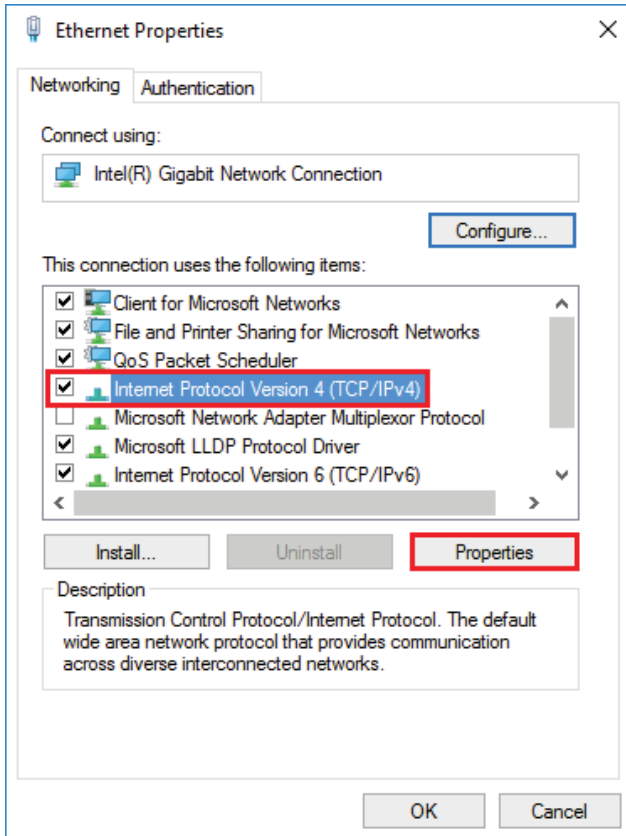 Ethernet Properties
Networking
Authentication
Connect using:
Intel(R) Gigabit Network Connection
Configure...
This connection uses the following items:
Client for Microsoft Networks
File and Printer Sharing for Microsoft Networks
QoS Packet Scheduler
Internet Protocol Version 4 (TCP/IPv4)
Microsoft Network Adapter Multiplexor Protocol
Microsoft LLDP Protocol Driver
Internet Protocol Version 6 (TCP/IPv6)
Install...
Uninstall
Properties
Description
Transmission Control Protocol/Internet Protocol. The default
wide area network protocol that provides communication
across diverse interconnected networks.
OK
Cancel